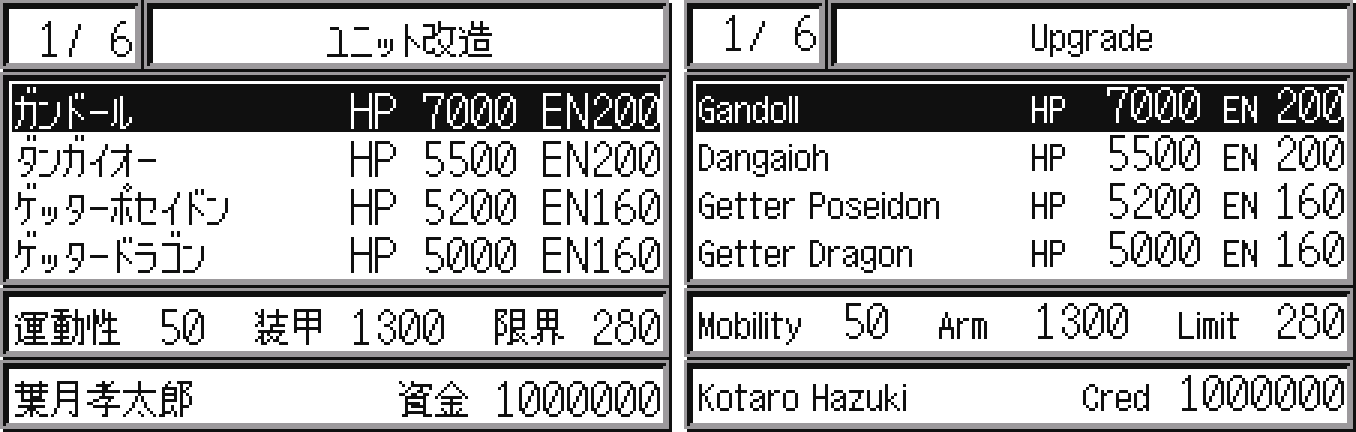 1/ 6 ユニット改造
ガンドール HP 7000 EN200
ダンガイオー HP 5500 EN200
ゲッターポセイドン HP 5200 EN160
ゲッタードラゴン HP 5000 EN160
運動性 50 装甲 1300 限界 280
葉月孝太郎 資金 1000000
1/ 6 Upgrade
Gandoll HP 7000 EN 200
Dangaioh HP 5500 EN 200
Getter Poseidon HP 5200 EN 160
Getter Dragon HP 5000 EN 160
Mobility 50 Arm 1300 Limit 280
Kotaro Hazuki Cred 1000000